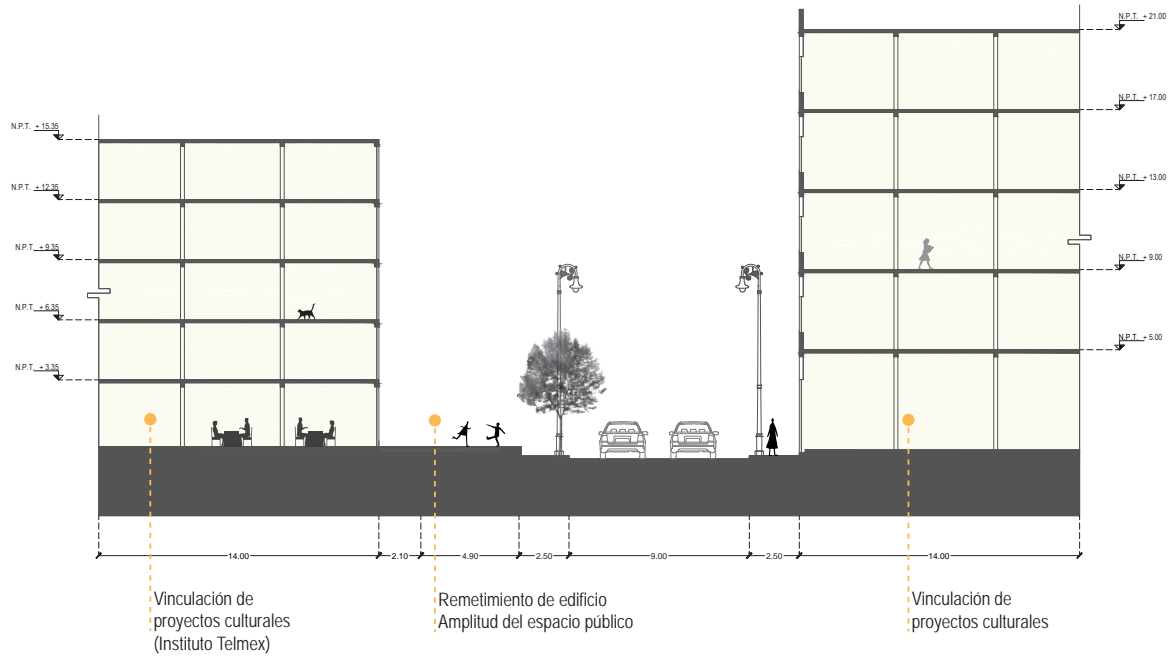 N.P.T. + 21.00
N.P.T. + 17.00
N.P.T. + 15.35
N.P.T. + 13.00
N.P.T. + 12.35
N.P.T. + 9.35
N.P.T. + 9.00
N.P.T. + 6.35
N.P.T. + 5.00
N.P.T. + 3.35
14.00
2.10
4.90
2.50
9.00
2.50
14.00
Vinculación de
proyectos culturales
(Instituto Telmex)
Remetimiento de edificio
Amplitud del espacio público
Vinculación de
proyectos culturales